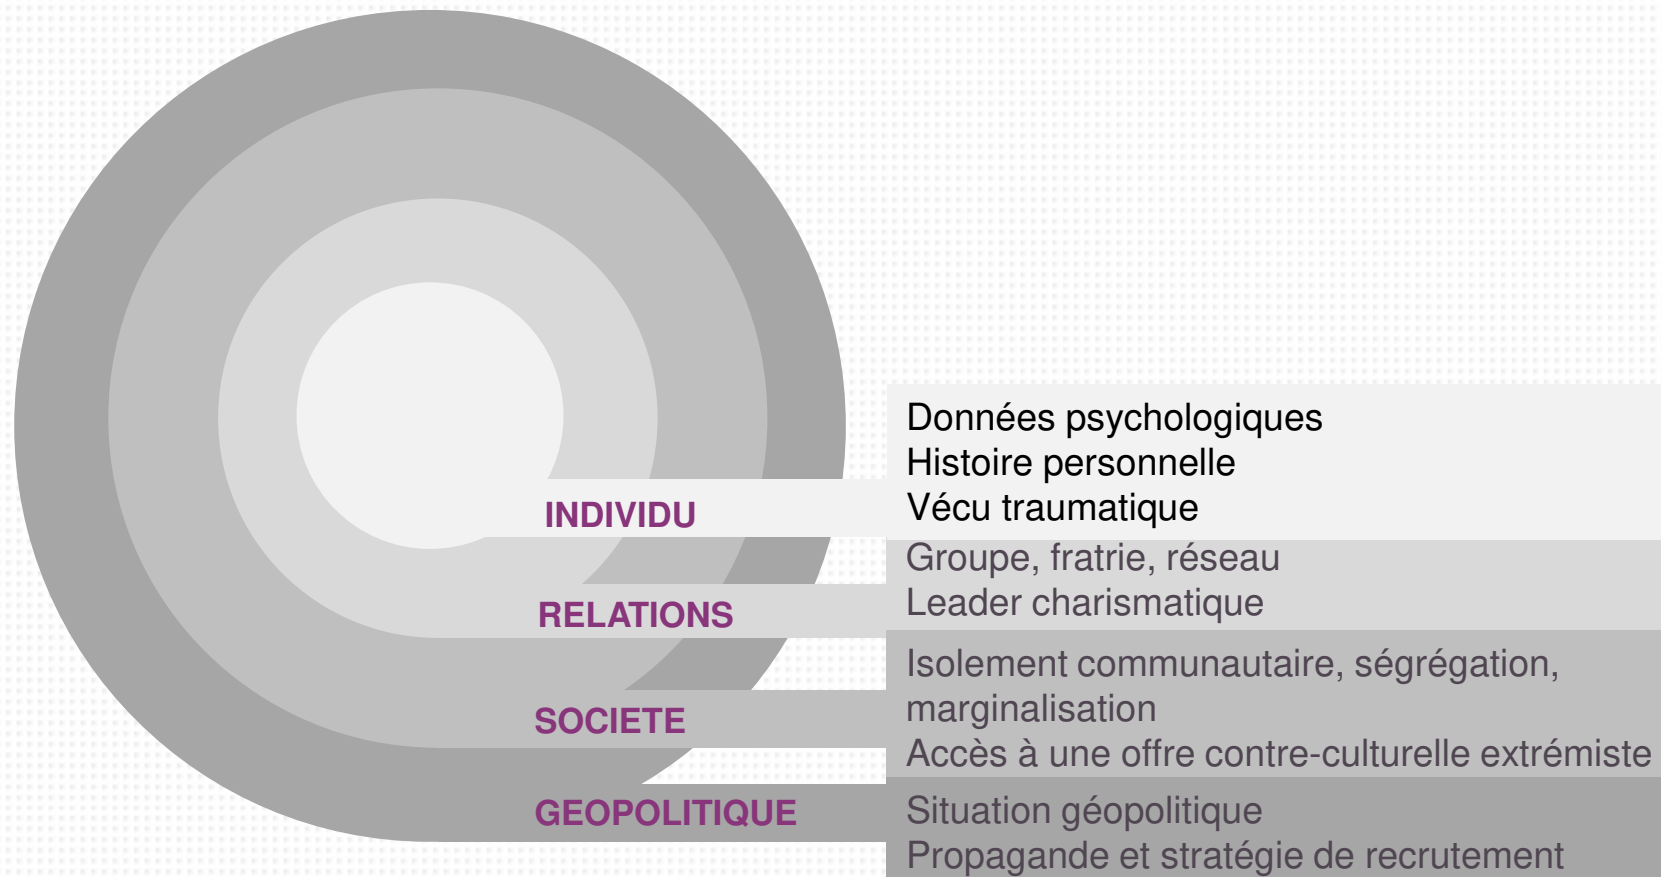 Données psychologiques
Histoire personnelle
Vécu traumatique
INDIVIDU
Groupe, fratrie, réseau
Leader charismatique
RELATIONS
Isolement communautaire, ségrégation,
marginalisation
Accès à une offre contre-culturelle extrémiste
SOCIETE
Situation géopolitique
Propagande et stratégie de recrutement
GEOPOLITIQUE